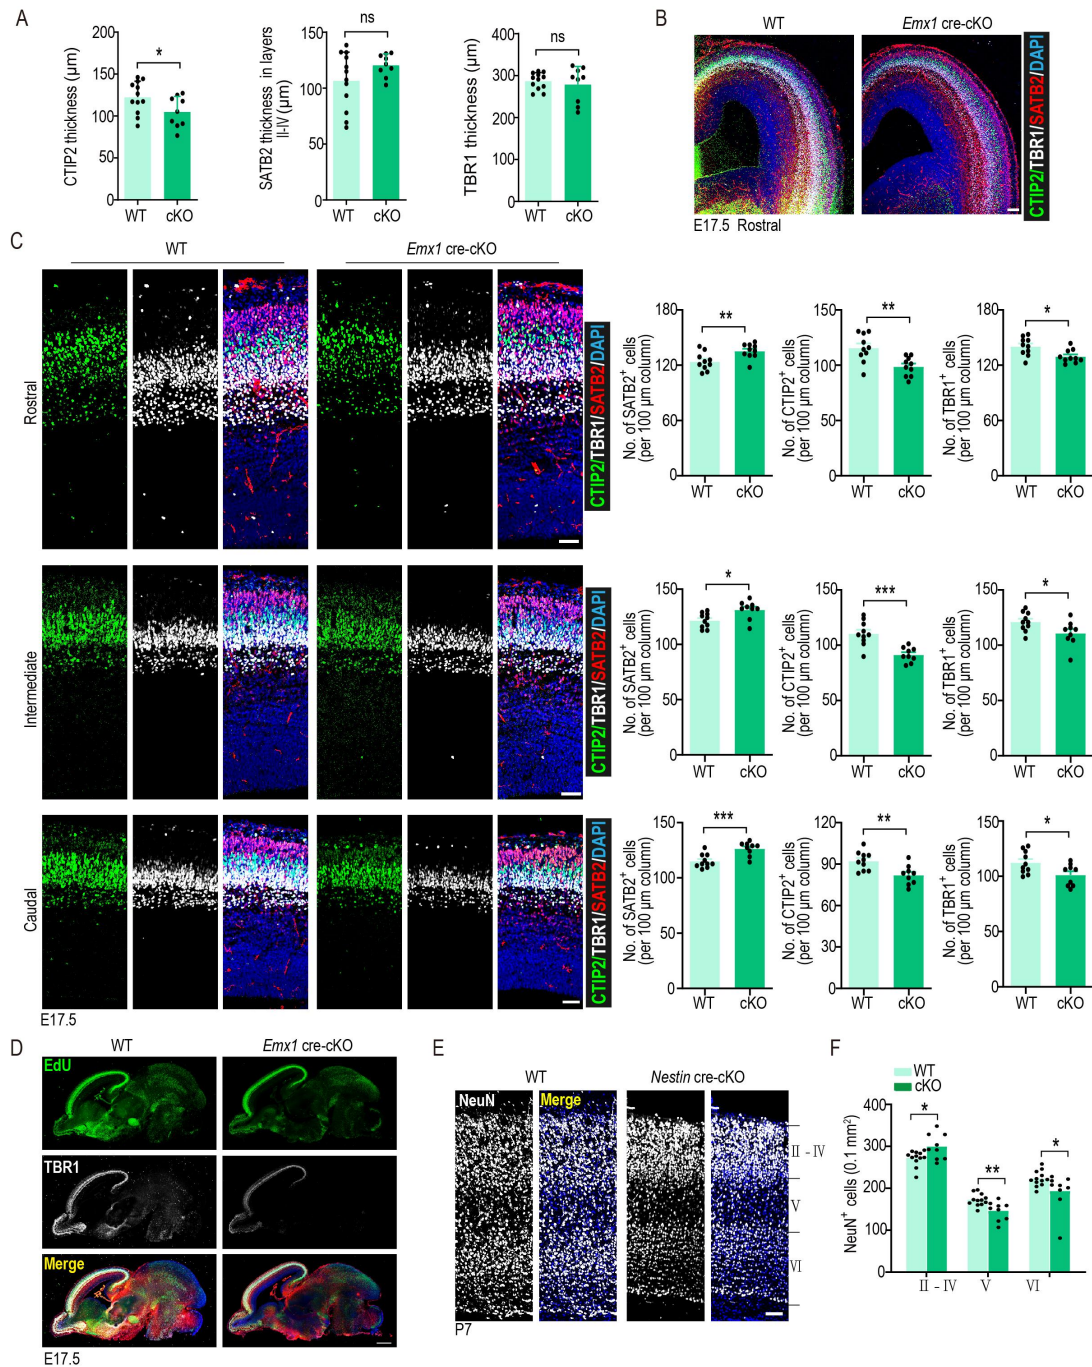 A
CTIP2 thickness (μm)
200
150
100
50
0
*
WT
cKO
SATB2 thickness in layers
II-IV (μm)
150
100
50
0
ns
WT
cKO
TBR1 thickness (μm)
400
300
200
100
0
ns
WT
cKO
B
WT
Emx1 cre-cKO
CTIP2/TBR1/SATB2/DAPI
E17.5 Rostral
C
WT
Emx1 cre-cKO
Rostral
CTIP2/TBR1/SATB2/DAPI
No. of SATB2+ cells
(per 100 μm column)
180
120
60
0
**
WT
cKO
No. of CTIP2+ cells
(per 100 μm column)
150
100
50
0
**
WT
cKO
No. of TBR1+ cells
(per 100 μm column)
180
120
60
0
*
WT
cKO
Intermediate
CTIP2/TBR1/SATB2/DAPI
No. of SATB2+ cells
(per 100 μm column)
150
100
50
0
*
WT
cKO
No. of CTIP2+ cells
(per 100 μm column)
150
100
50
0
***
WT
cKO
No. of TBR1+ cells
(per 100 μm column)
150
100
50
0
*
WT
cKO
Caudal
CTIP2/TBR1/SATB2/DAPI
No. of SATB2+ cells
(per 100 μm column)
150
100
50
0
***
WT
cKO
No. of CTIP2+ cells
(per 100 μm column)
120
90
60
30
0
**
WT
cKO
No. of TBR1+ cells
(per 100 μm column)
150
100
50
0
*
WT
cKO
E17.5
D
WT
Emx1 cre-cKO
EdU
TBR1
Merge
E17.5
E
WT
Nestin cre-cKO
NeuN
Merge
II - IV
V
VI
P7
F
WT
cKO
NeuN+ cells (0.1 mm2)
400
300
200
100
0
*
**
*
II - IV
V
VI